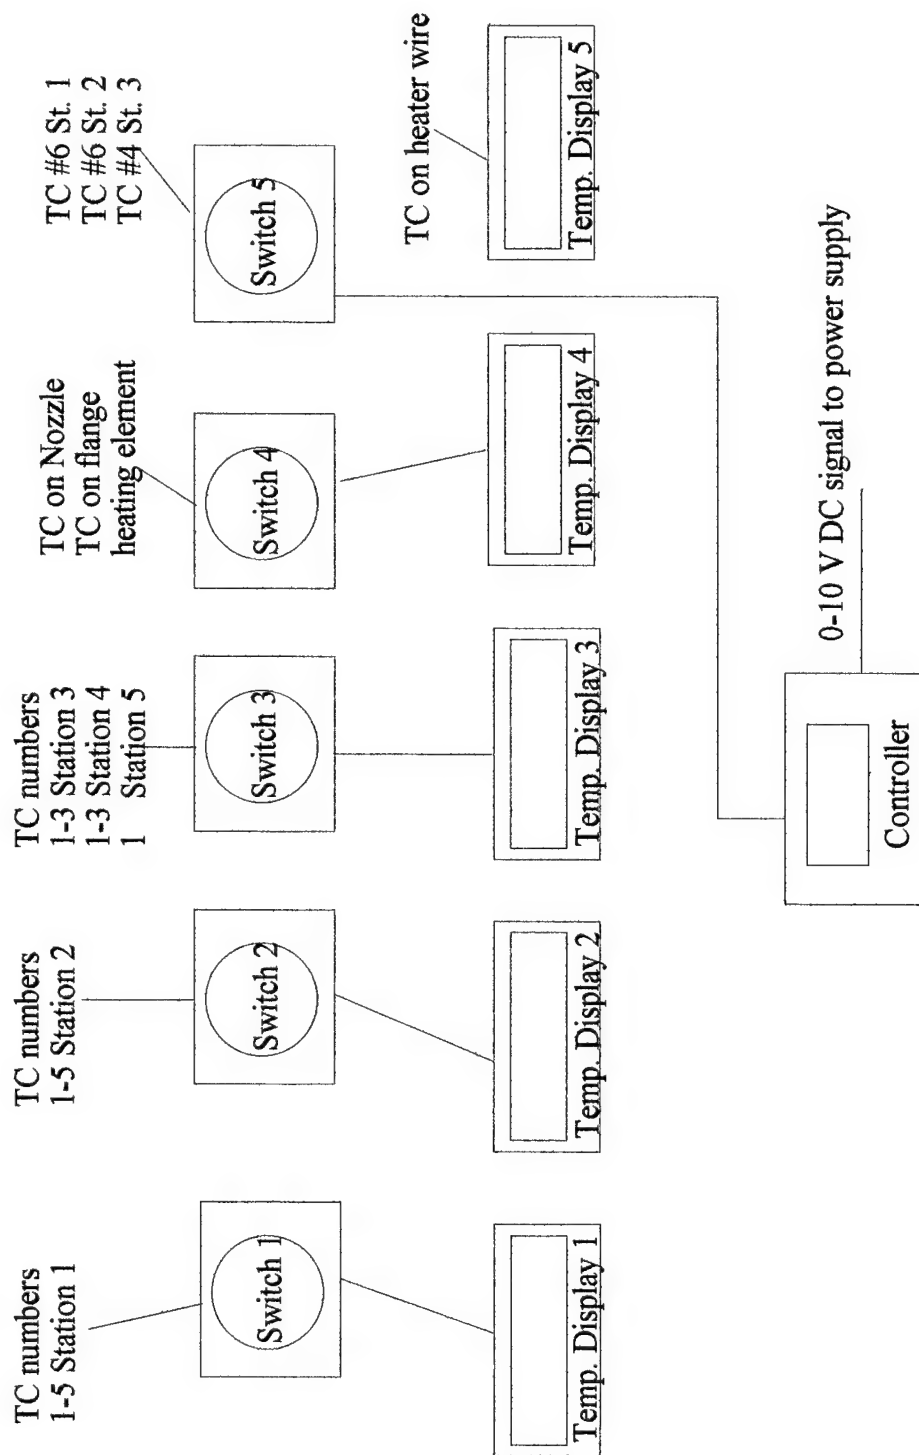 TC numbers
1-5 Station 1
Switch 1
Temp. Display 1
TC numbers
1-5 Station 2
Switch 2
Temp. Display 2
TC numbers
1-3 Station 3
1-3 Station 4
1 Station 5
Switch 3
Temp. Display 3
TC on Nozzle
TC on flange
heating element
Switch 4
Temp. Display 4
TC #6 St. 1
TC #6 St. 2
TC #4 St. 3
Switch 5
TC on heater wire
Temp. Display 5
Controller
0-10 V DC signal to power supply